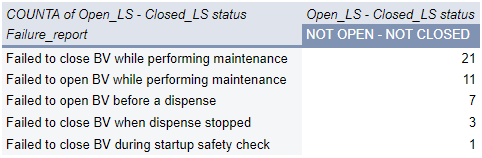 COUNTA of Open_LS - Closed_LS status Open_LS - Closed_LS status
Failure_report NOT OPEN - NOT CLOSED
Failed to close BV while performing maintenance 21
Failed to open BV while performing maintenance 11
Failed to open BV before a dispense 7
Failed to close BV when dispense stopped 3
Failed to close BV during startup safety check 1